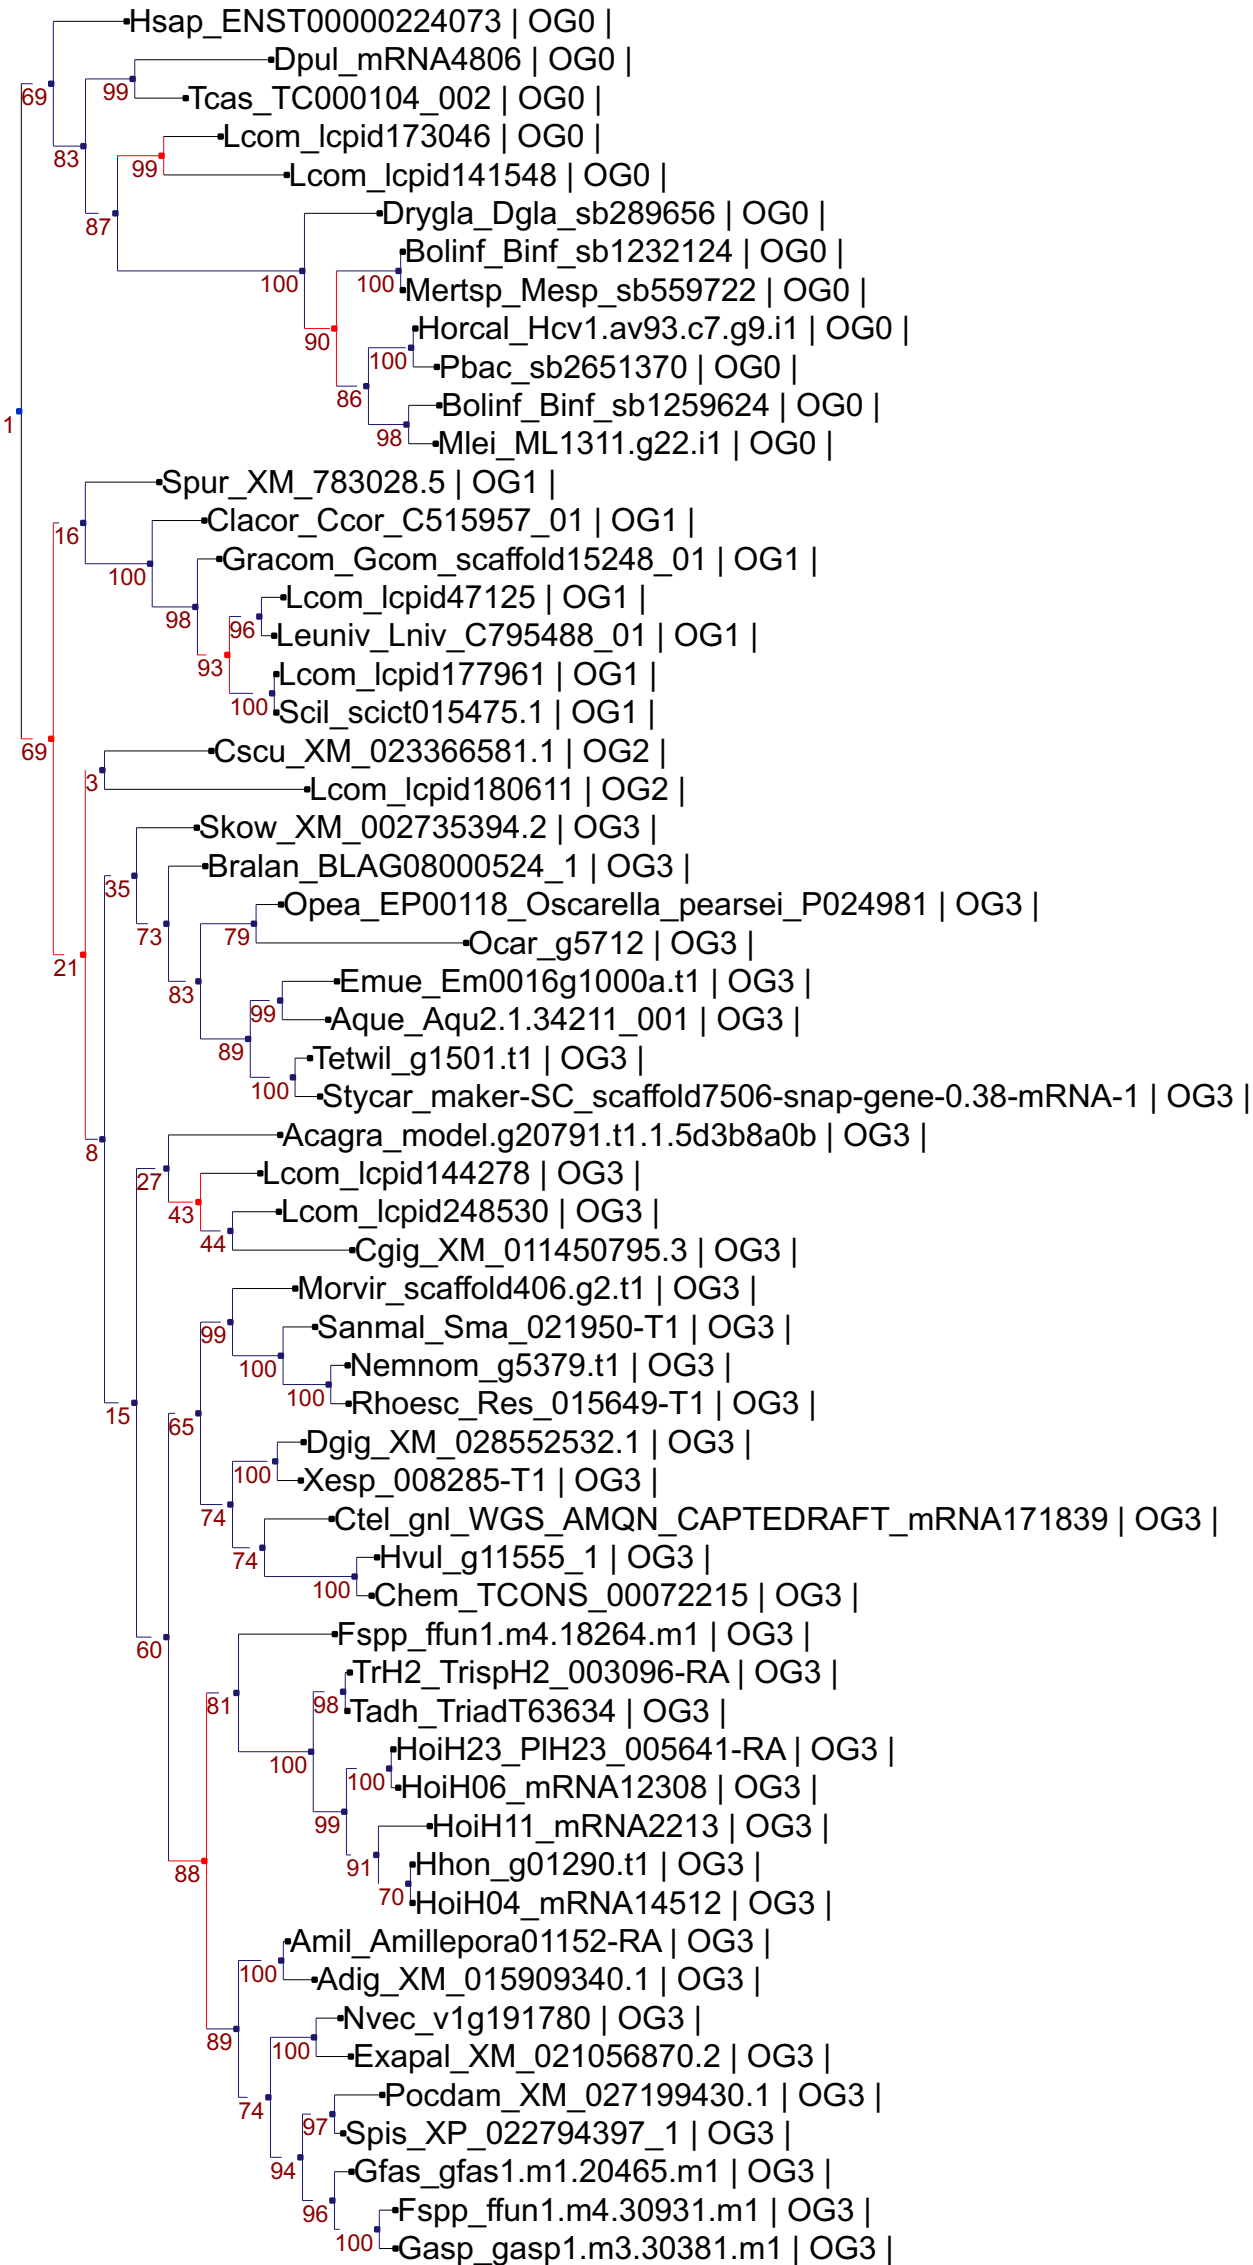 Hsap_ENST00000224073 | OG0 |
Dpul_mRNA4806 | OG0 |
99
69
Tcas_TC000104_002 | OG0 |
Lcom_lcpid173046 | OG0 |
83
99
Lcom_lcpid141548 | OG0 |
Drygla_Dgla_sb289656 | OG0 |
87
Bolinf_Binf_sb1232124 | OG0 |
100
100
Mertsp_Mesp_sb559722 | OG0 |
Horcal_Hcv1.av93.c7.g9.i1 | OG0 |
90
100
Pbac_sb2651370 | OG0 |
86
Bolinf_Binf_sb1259624 | OG0 |
1
98
Mlei_ML1311.g22.i1 | OG0 |
Spur_XM_783028.5 | OG1 |
Clacor_Ccor_C515957_01 | OG1 |
16
Gracom_Gcom_scaffold15248_01 | OG1 |
100
Lcom_lcpid47125 | OG1 |
98
96
Leuniv_Lniv_C795488_01 | OG1 |
93
Lcom_lcpid177961 | OG1 |
100
Scil_scict015475.1 | OG1 |
69
Cscu_XM_023366581.1 | OG2 |
3
Lcom_lcpid180611 | OG2 |
Skow_XM_002735394.2 | OG3 |
Bralan_BLAG08000524_1 | OG3 |
35
Opea_EP00118_Oscarella_pearsei_P024981 | OG3 |
73
79
Ocar_g5712 | OG3 |
21
Emue_Em0016g1000a.t1 | OG3 |
83
99
Aque_Aqu2.1.34211_001 | OG3 |
89
Tetwil_g1501.t1 | OG3 |
100
Stycar_maker-SC_scaffold7506-snap-gene-0.38-mRNA-1 | OG3 |
Acagra_model.g20791.t1.1.5d3b8a0b | OG3 |
8
Lcom_lcpid144278 | OG3 |
27
Lcom_lcpid248530 | OG3 |
43
44
Cgig_XM_011450795.3 | OG3 |
Morvir_scaffold406.g2.t1 | OG3 |
Sanmal_Sma_021950-T1 | OG3 |
99
Nemnom_g5379.t1 | OG3 |
100
100
Rhoesc_Res_015649-T1 | OG3 |
15
65
Dgig_XM_028552532.1 | OG3 |
100
Xesp_008285-T1 | OG3 |
74
Ctel_gnl_WGS_AMQN_CAPTEDRAFT_mRNA171839 | OG3 |
74
Hvul_g11555_1 | OG3 |
100
Chem_TCONS_00072215 | OG3 |
Fspp_ffun1.m4.18264.m1 | OG3 |
60
TrH2_TrispH2_003096-RA | OG3 |
81
98
Tadh_TriadT63634 | OG3 |
HoiH23_PlH23_005641-RA | OG3 |
100
100
HoiH06_mRNA12308 | OG3 |
99
HoiH11_mRNA2213 | OG3 |
91
88
Hhon_g01290.t1 | OG3 |
70
HoiH04_mRNA14512 | OG3 |
Amil_Amillepora01152-RA | OG3 |
100
Adig_XM_015909340.1 | OG3 |
Nvec_v1g191780 | OG3 |
89
100
Exapal_XM_021056870.2 | OG3 |
Pocdam_XM_027199430.1 | OG3 |
74
97
Spis_XP_022794397_1 | OG3 |
94
Gfas_gfas1.m1.20465.m1 | OG3 |
96
Fspp_ffun1.m4.30931.m1 | OG3 |
100
Gasp_gasp1.m3.30381.m1 | OG3 |